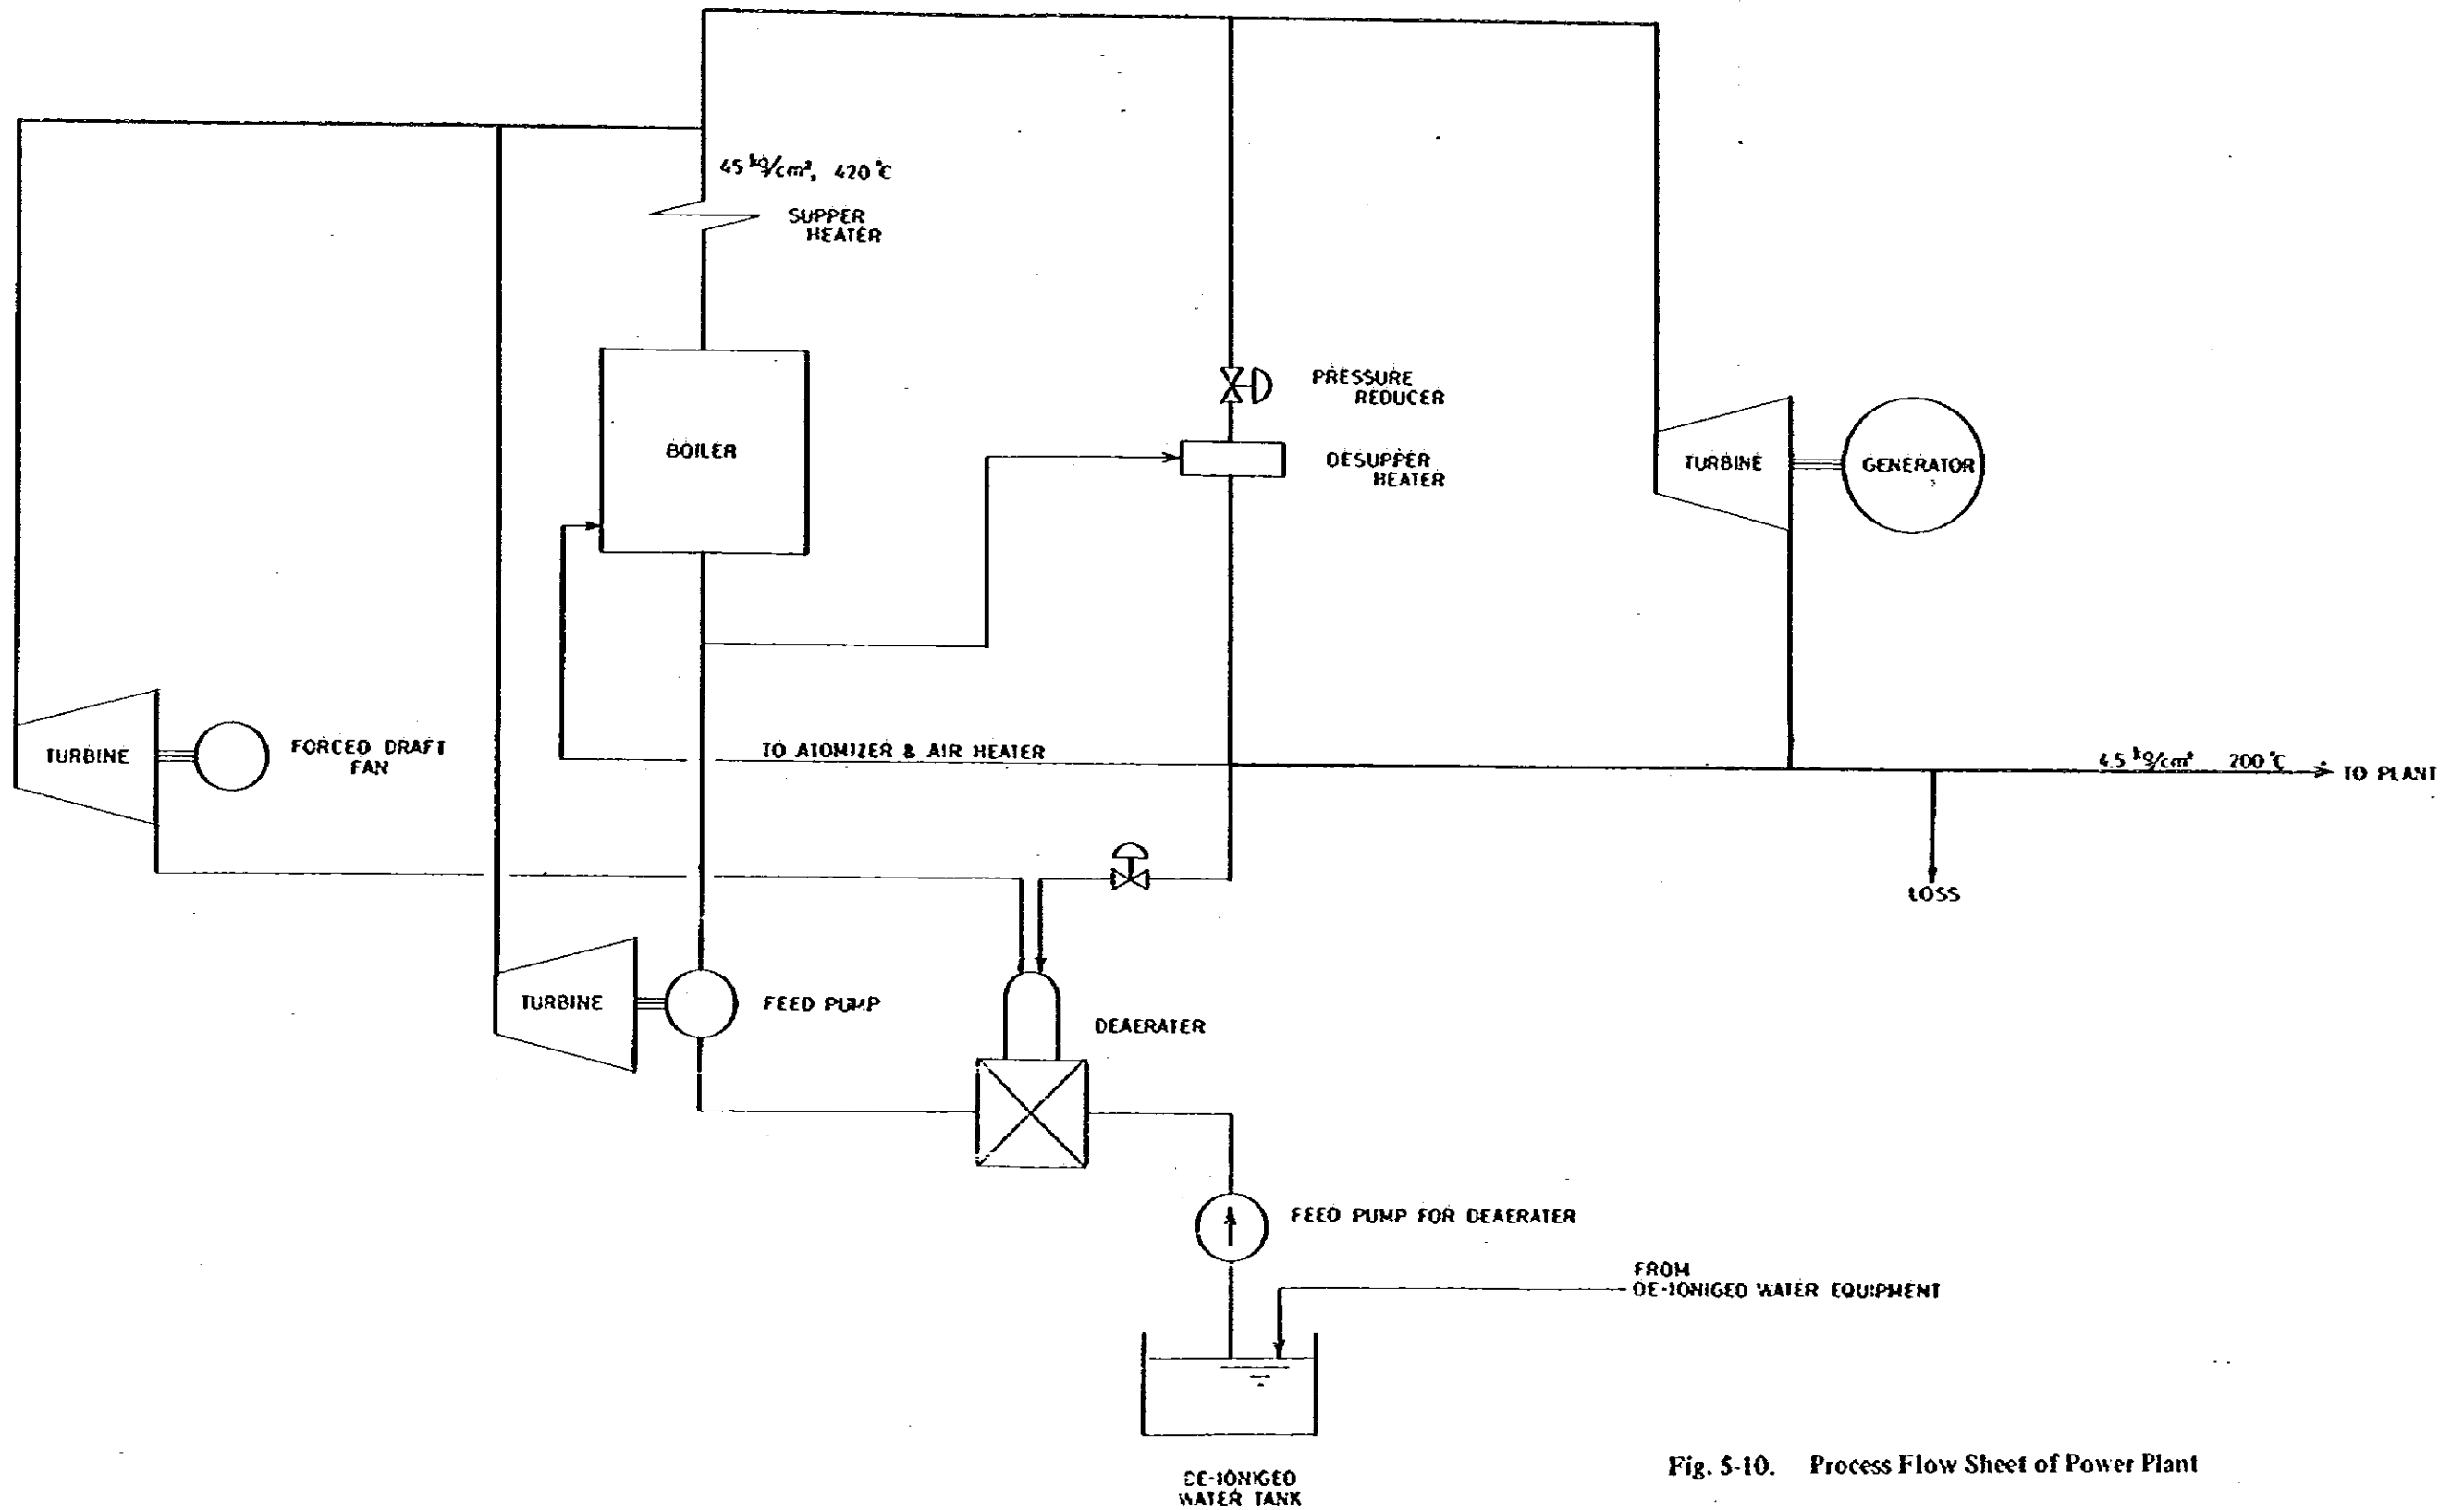 45 kg/cm², 420°C
SUPPER
HEATER
PRESSURE
REDUCER
BOILER
DESUPPER
HEATER
TURBINE
GENERATOR
TURBINE
FORCED DRAFT
FAN
TO ATOMIZER & AIR HEATER
4.5 kg/cm² 200°C
TO PLANT
LOSS
TURBINE
FEED PUMP
DEAERATER
FEED PUMP FOR DEAERATER
FROM
DE-IONIGED WATER EQUIPMENT
DE-IONIGED
WATER TANK
Fig. 5-10. Process Flow Sheet of Power Plant